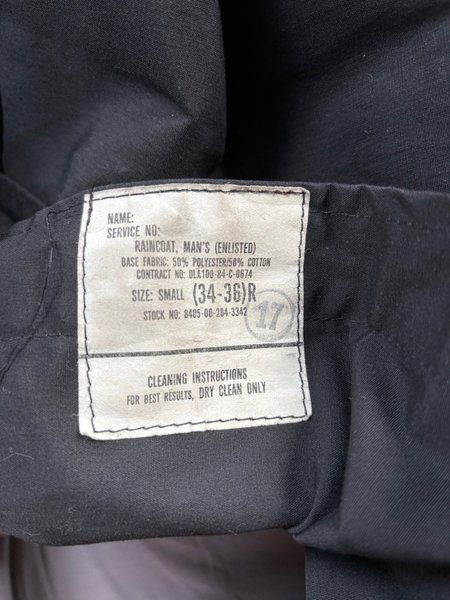 NAME:
SERVICE NO:
RAINCOAT, MAN'S (ENLISTED)
BASE FABRIC: 50% POLYESTER/50% COTTON
CONTRACT NO: DLA100-84-C-0674
SIZE: SMALL (34-36)R
STOCK NO: 8405-00-204-3342
17
CLEANING INSTRUCTIONS
FOR BEST RESULTS, DRY CLEAN ONLY